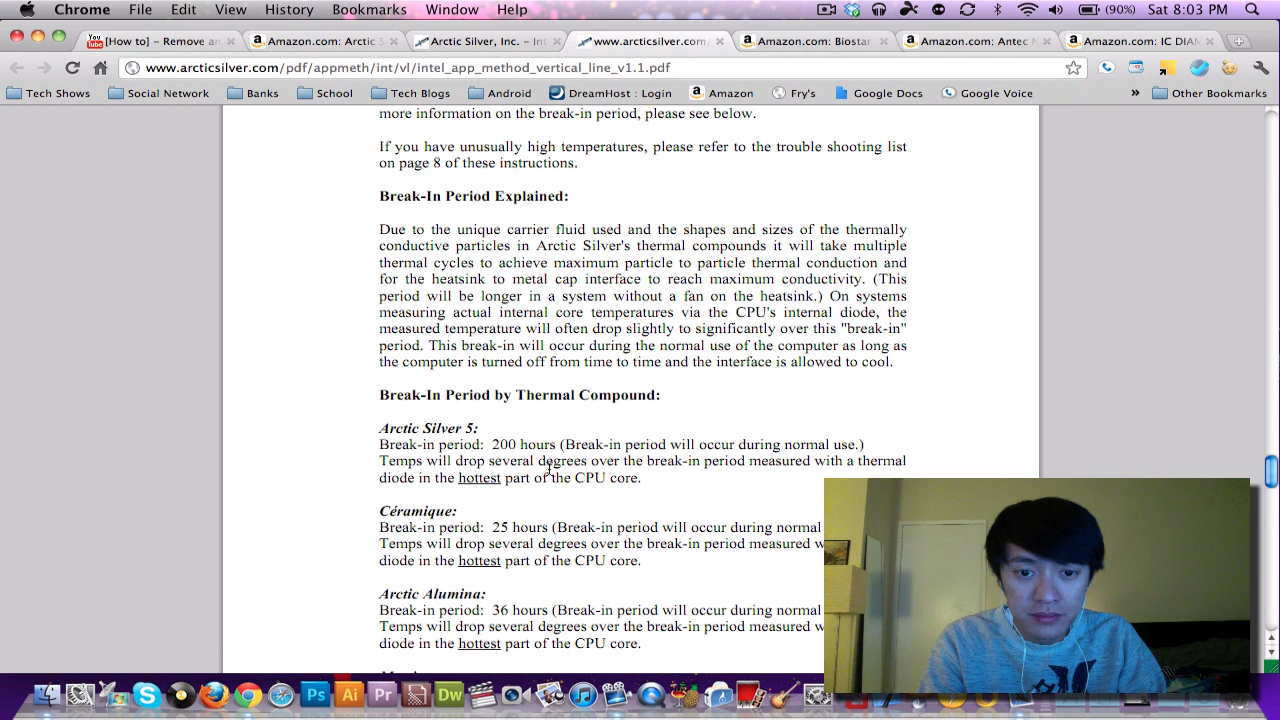 Chrome File Edit View History Bookmarks Window Help (90%) Sat 8:03 PM
[How to] – Remove an Amazon.com: Arctic S Arctic Silver, Inc. – Int www.arcticsilver.com/ Amazon.com: Biostar Amazon.com: Antec N Amazon.com: IC DIAM
www.arcticsilver.com/pdf/appmeth/int/vl/intel_app_method_vertical_line_v1.1.pdf
Tech Shows Social Network Banks School Tech Blogs Android DreamHost : Login Amazon Fry's Google Docs Google Voice » Other Bookmarks
more information on the break-in period, please see below.
If you have unusually high temperatures, please refer to the trouble shooting list
on page 8 of these instructions.
Break-In Period Explained:
Due to the unique carrier fluid used and the shapes and sizes of the thermally
conductive particles in Arctic Silver's thermal compounds it will take multiple
thermal cycles to achieve maximum particle to particle thermal conduction and
for the heatsink to metal cap interface to reach maximum conductivity. (This
period will be longer in a system without a fan on the heatsink.) On systems
measuring actual internal core temperatures via the CPU's internal diode, the
measured temperature will often drop slightly to significantly over this "break-in"
period. This break-in will occur during the normal use of the computer as long as
the computer is turned off from time to time and the interface is allowed to cool.
Break-In Period by Thermal Compound:
Arctic Silver 5:
Break-in period: 200 hours (Break-in period will occur during normal use.)
Temps will drop several degrees over the break-in period measured with a thermal
diode in the hottest part of the CPU core.
Céramique:
Break-in period: 25 hours (Break-in period will occur during normal
Temps will drop several degrees over the break-in period measured w
diode in the hottest part of the CPU core.
Arctic Alumina:
Break-in period: 36 hours (Break-in period will occur during normal
Temps will drop several degrees over the break-in period measured w
diode in the hottest part of the CPU core.
Ps Ai Pr Dw